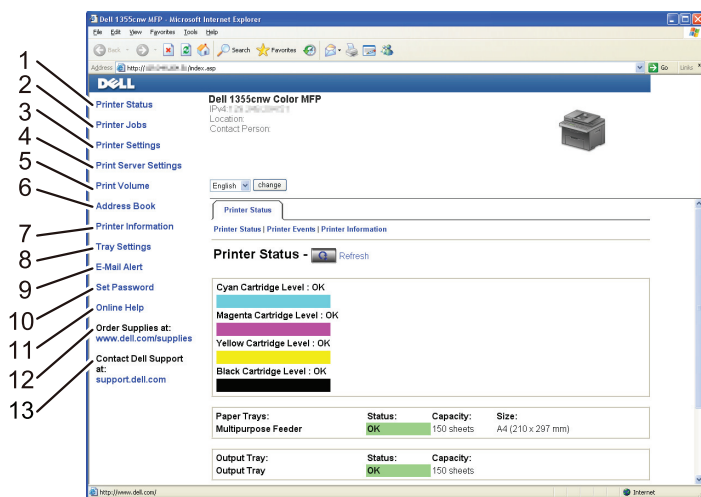 Dell 1355cnw MFP - Microsoft Internet Explorer
File Edit View Favorites Tools Help
Back Search Favorites
Address http:// /index.asp Go Links
DELL
1 Printer Status
2 Printer Jobs
3 Printer Settings
4 Print Server Settings
5 Print Volume
6 Address Book
7 Printer Information
8 Tray Settings
9 E-Mail Alert
10 Set Password
11 Online Help
12 Order Supplies at:
www.dell.com/supplies
13 Contact Dell Support
at:
support.dell.com
Dell 1355cnw Color MFP
IPv4:
Location:
Contact Person:
English change
Printer Status
Printer Status | Printer Events | Printer Information
Printer Status - Refresh
Cyan Cartridge Level : OK
Magenta Cartridge Level : OK
Yellow Cartridge Level : OK
Black Cartridge Level : OK
Paper Trays: Status: Capacity: Size:
Multipurpose Feeder OK 150 sheets A4 (210 x 297 mm)
Output Tray: Status: Capacity:
Output Tray OK 150 sheets
http://www.dell.com/ Internet